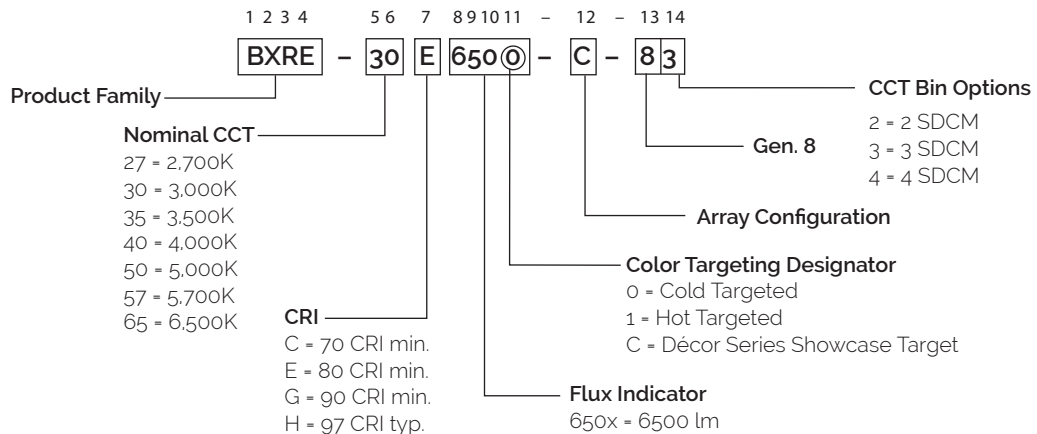 1 2 3 4 5 6 7 8 9 10 11 – 12 – 13 14
BXRE – 30 E 6500 – C – 8 3
Product Family
CCT Bin Options
2 = 2 SDCM
3 = 3 SDCM
4 = 4 SDCM
Nominal CCT
27 = 2,700K
30 = 3,000K
35 = 3,500K
40 = 4,000K
50 = 5,000K
57 = 5,700K
65 = 6,500K
Gen. 8
Array Configuration
Color Targeting Designator
0 = Cold Targeted
1 = Hot Targeted
C = Décor Series Showcase Target
CRI
C = 70 CRI min.
E = 80 CRI min.
G = 90 CRI min.
H = 97 CRI typ.
Flux Indicator
650x = 6500 lm